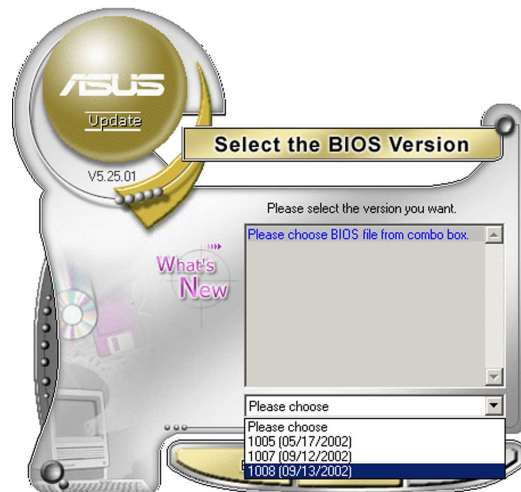 ASUS
Update
V5.25.01
Select the BIOS Version
Please select the version you want.
Please choose BIOS file from combo box.
What's
New
Please choose
Please choose
1005 (05/17/2002)
1007 (09/12/2002)
1008 (09/13/2002)